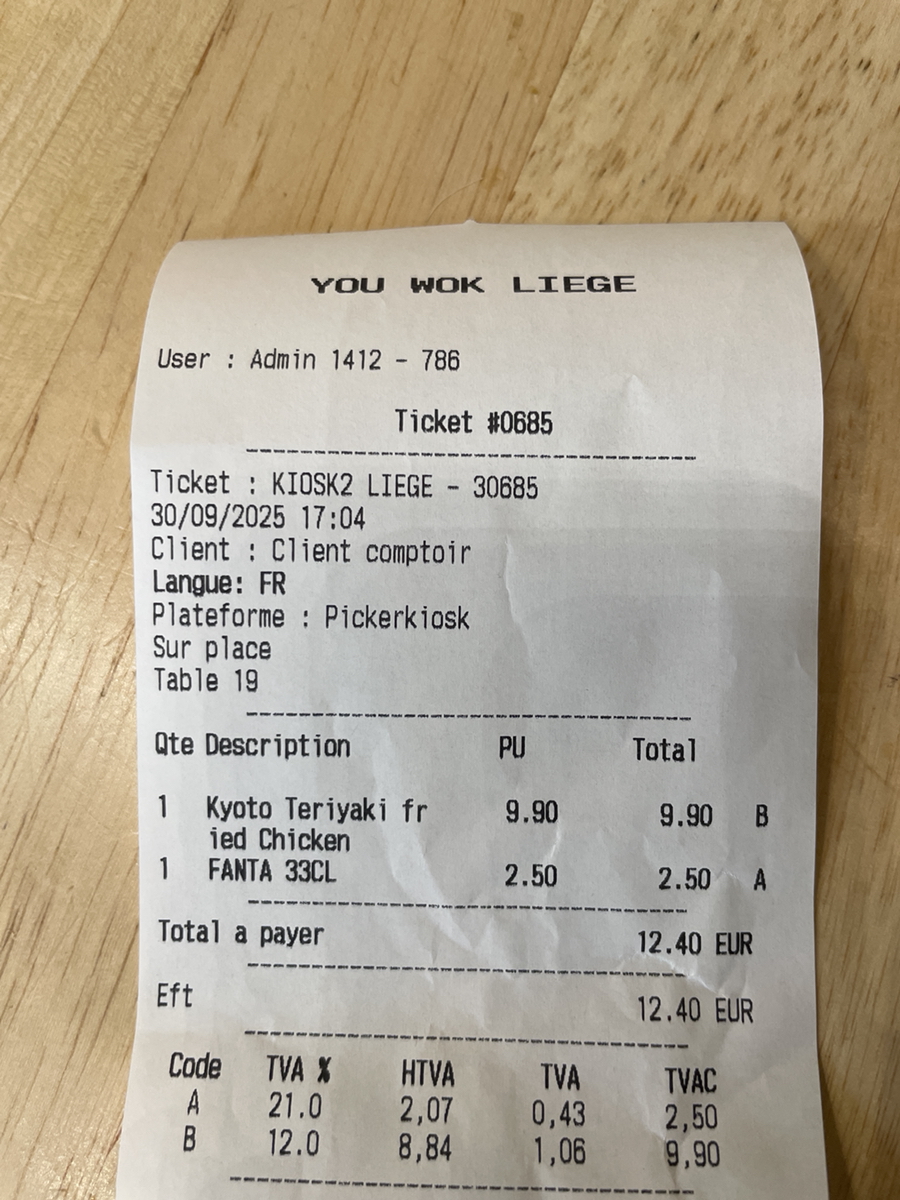 YOU WOK LIEGE
User : Admin 1412 - 786
Ticket #0685
Ticket : KIOSK2 LIEGE - 30685
30/09/2025 17:04
Client : Client comptoir
Langue: FR
Plateforme : Pickerkiosk
Sur place
Table 19
Qte Description PU Total
1 Kyoto Teriyaki fr 9.90 9.90 B
ied Chicken
1 FANTA 33CL 2.50 2.50 A
Total a payer 12.40 EUR
Eft 12.40 EUR
Code TVA % HTVA TVA TVAC
A 21.0 2,07 0,43 2,50
B 12.0 8,84 1,06 9,90